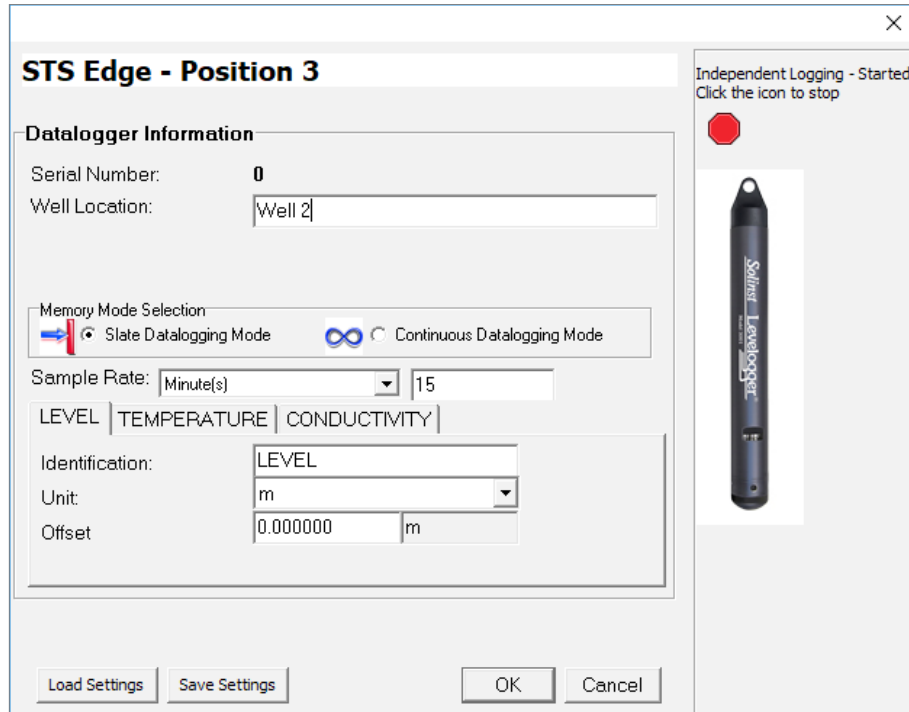 STS Edge - Position 3
Independent Logging - Started
Click the icon to stop
Datalogger Information
Serial Number: 0
Well Location: Well 2
Memory Mode Selection
Slate Datalogging Mode Continuous Datalogging Mode
Sample Rate: Minute(s) 15
LEVEL TEMPERATURE CONDUCTIVITY
Identification: LEVEL
Unit: m
Offset 0.000000 m
Load Settings Save Settings OK Cancel
Solinst Levelogger